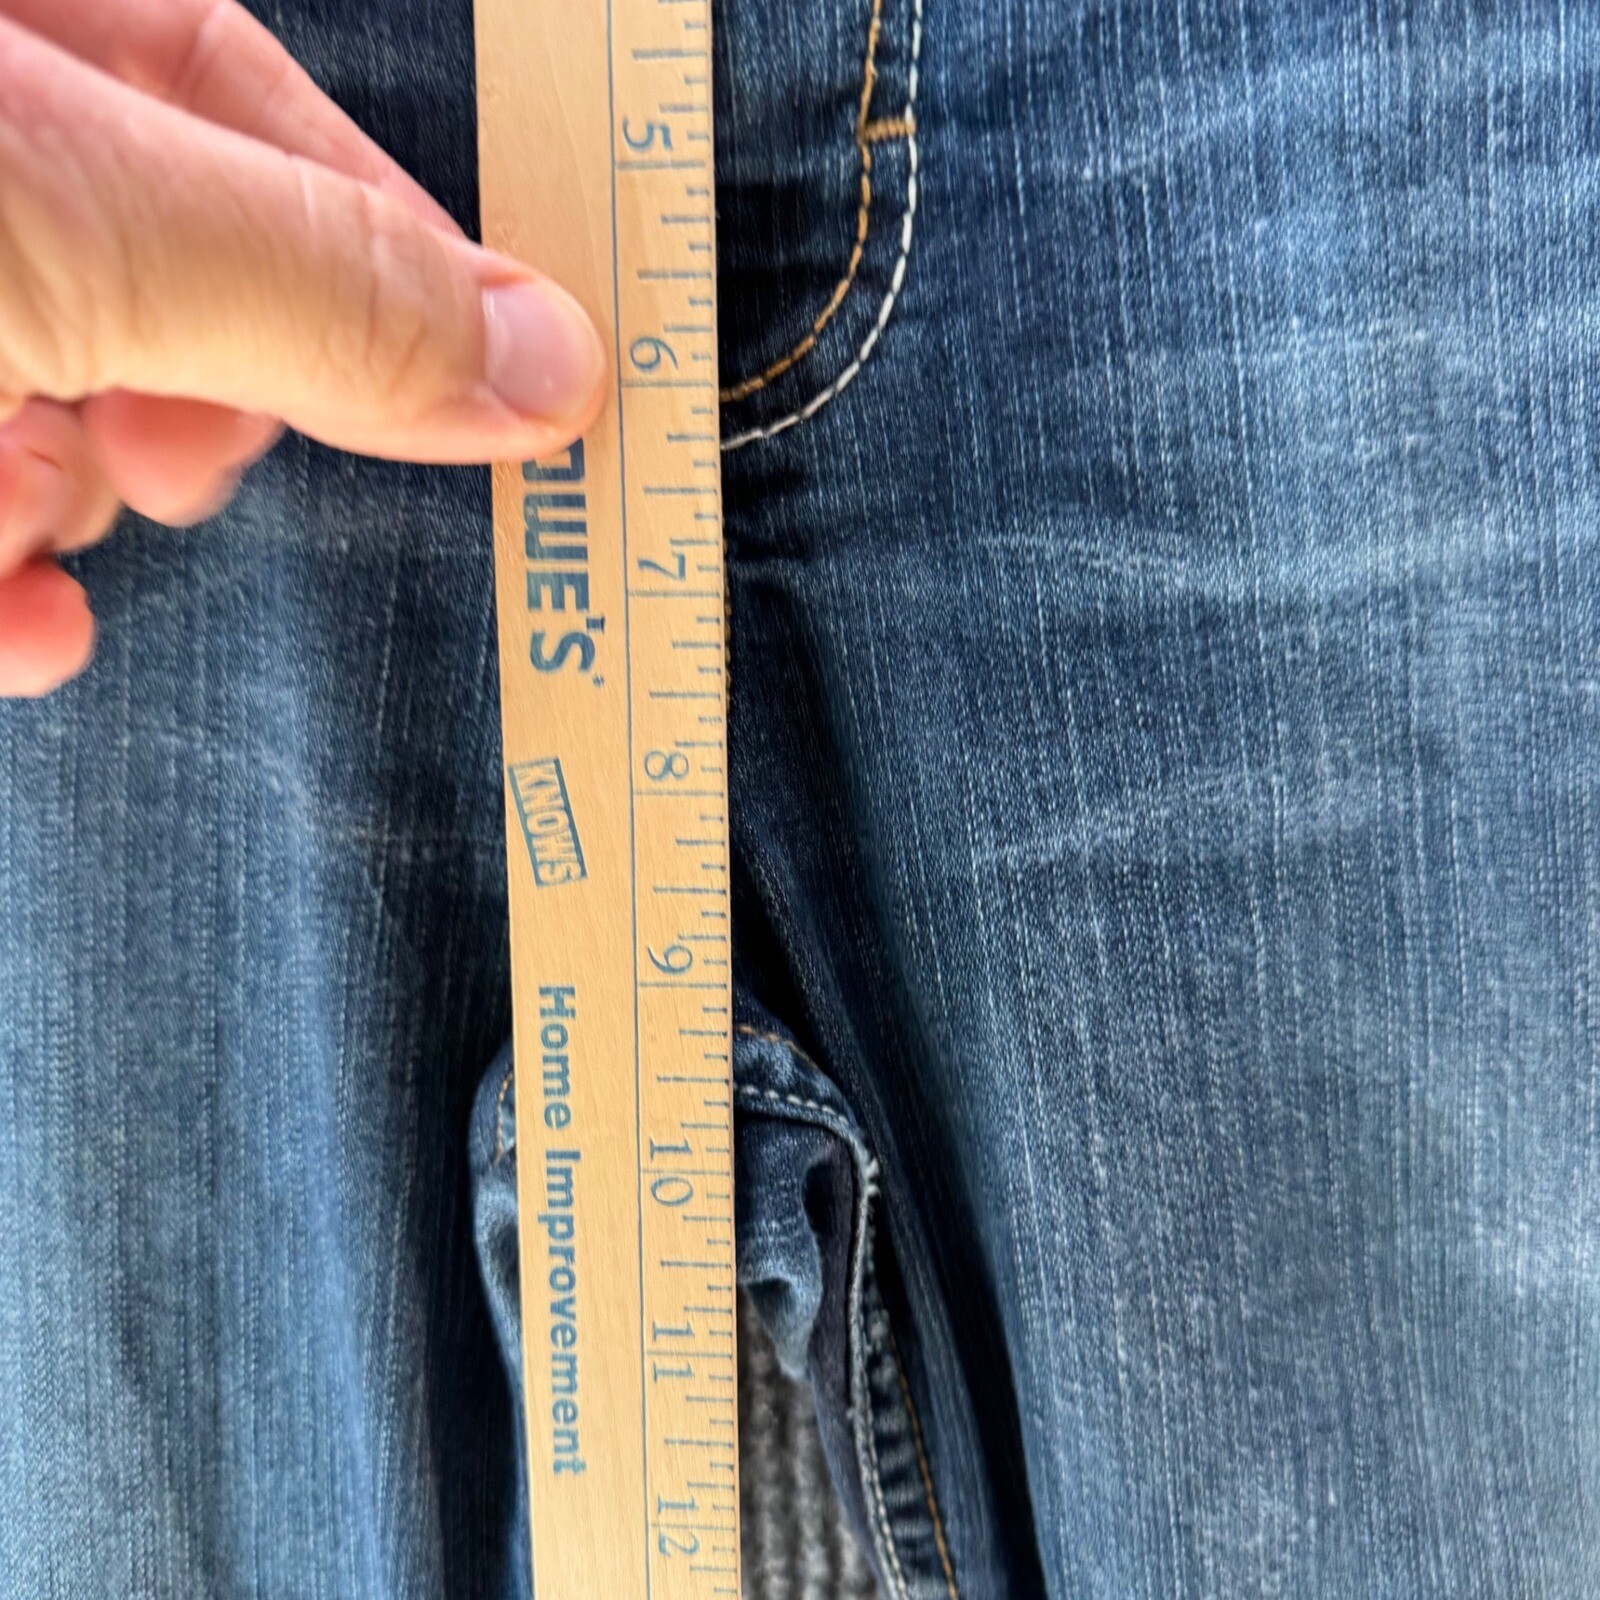 5
6
7
8
9
10
11
12
OWE'S
KNOWS
Home Improvement